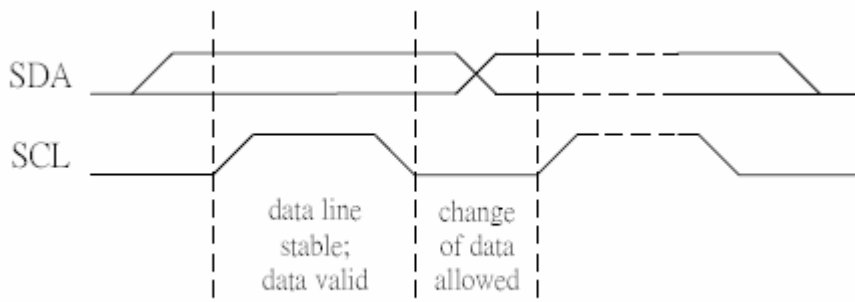 SDA
SCL
data line
stable;
data valid
change
of data
allowed